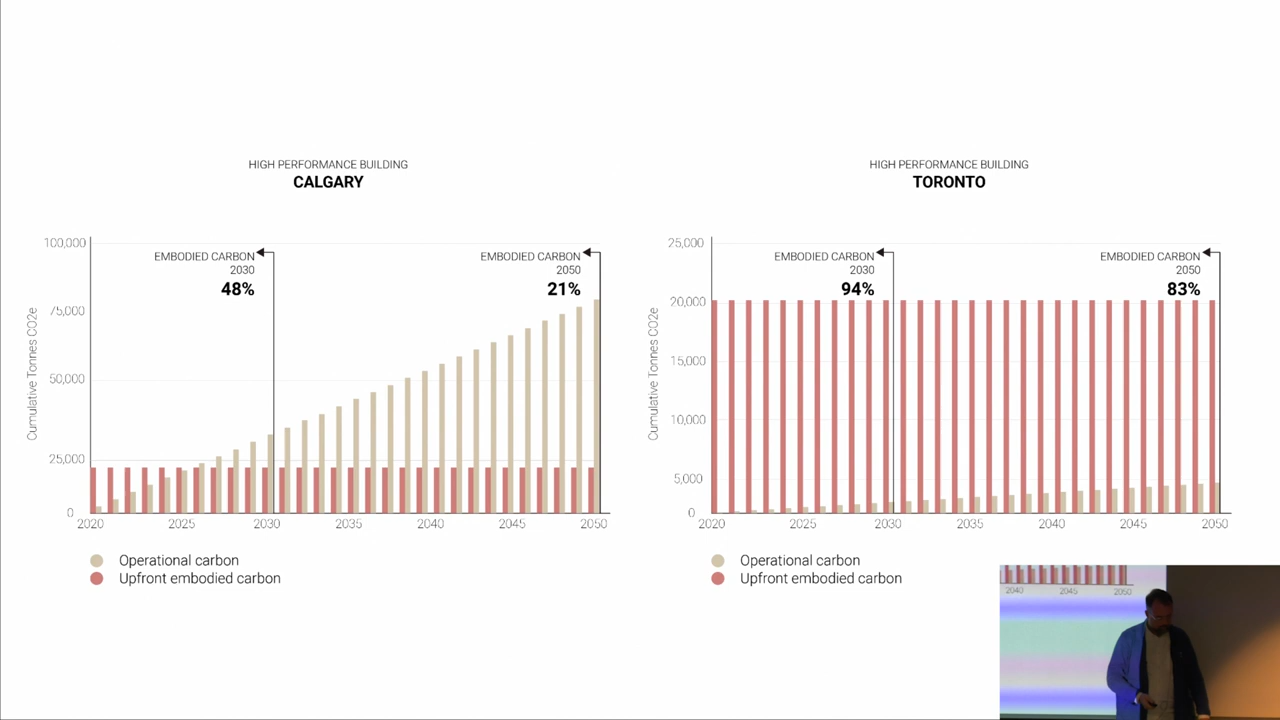 HIGH PERFORMANCE BUILDING
CALGARY
100,000
75,000
50,000
25,000
0
Cumulative Tonnes CO2e
EMBODIED CARBON
2030
48%
EMBODIED CARBON
2050
21%
2020 2025 2030 2035 2040 2045 2050
Operational carbon
Upfront embodied carbon
HIGH PERFORMANCE BUILDING
TORONTO
25,000
20,000
15,000
10,000
5,000
0
Cumulative Tonnes CO2e
EMBODIED CARBON
2030
94%
EMBODIED CARBON
2050
83%
2020 2025 2030 2035 2040 2045 2050
Operational carbon
Upfront embodied carbon
2040 2045 2050